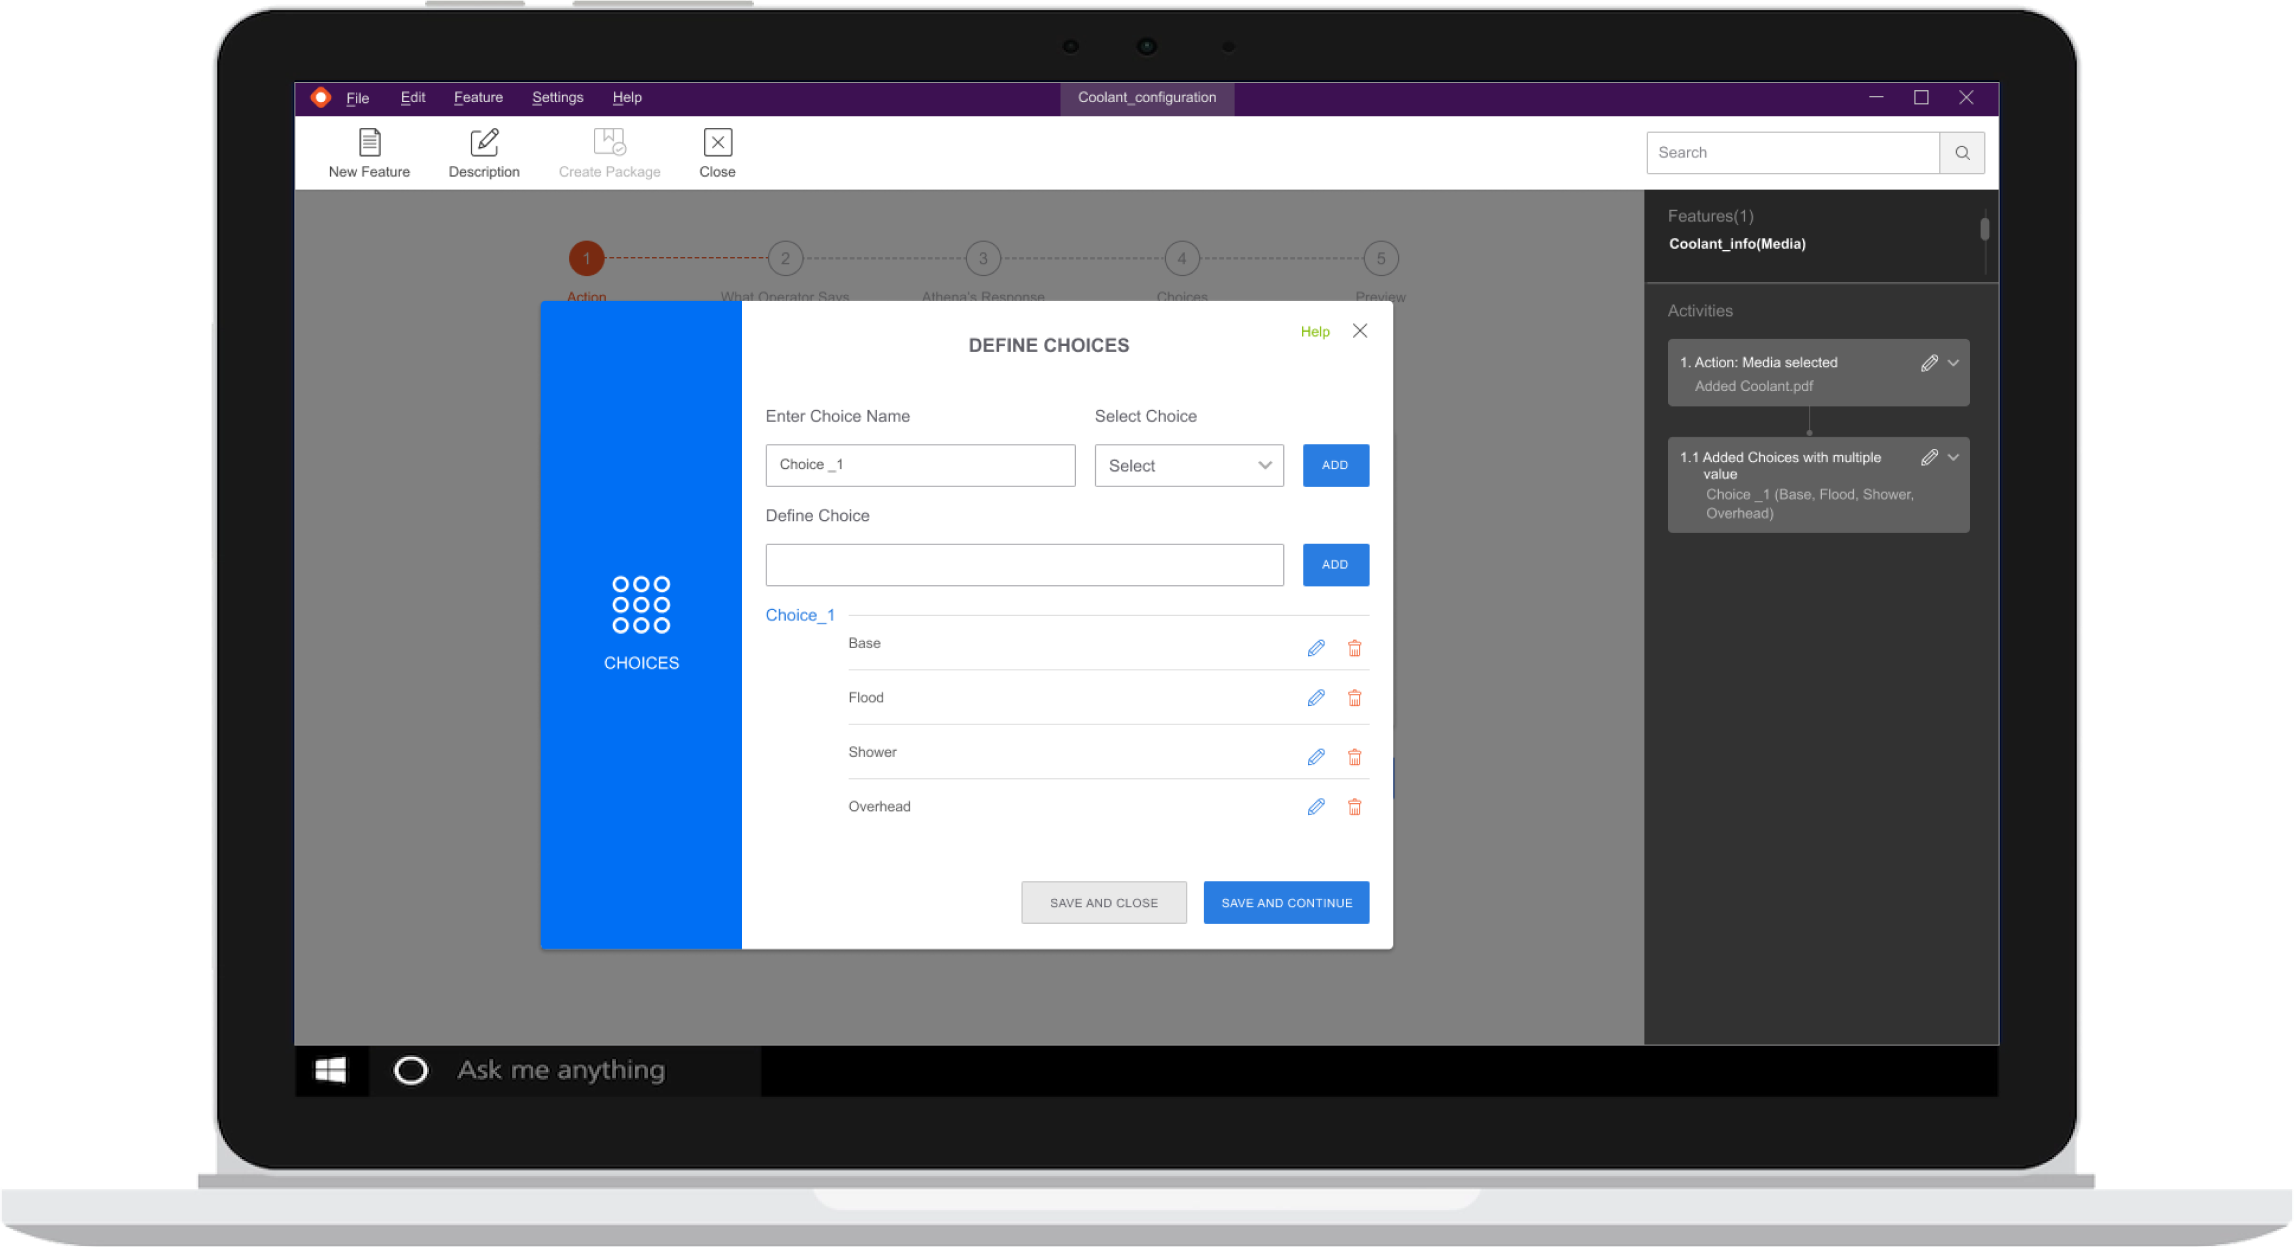 File Edit Feature Settings Help Coolant_configuration
New Feature Description Create Package Close Search
1 2 3 4 5
Action What Operator Says Athena's Response Choices Preview
Features(1)
Coolant_info(Media)
Activities
1. Action: Media selected
Added Coolant.pdf
1.1 Added Choices with multiple
value
Choice _1 (Base, Flood, Shower,
Overhead)
CHOICES
Help
DEFINE CHOICES
Enter Choice Name Select Choice
Choice _1 Select ADD
Define Choice
ADD
Choice_1
Base
Flood
Shower
Overhead
SAVE AND CLOSE SAVE AND CONTINUE
Ask me anything